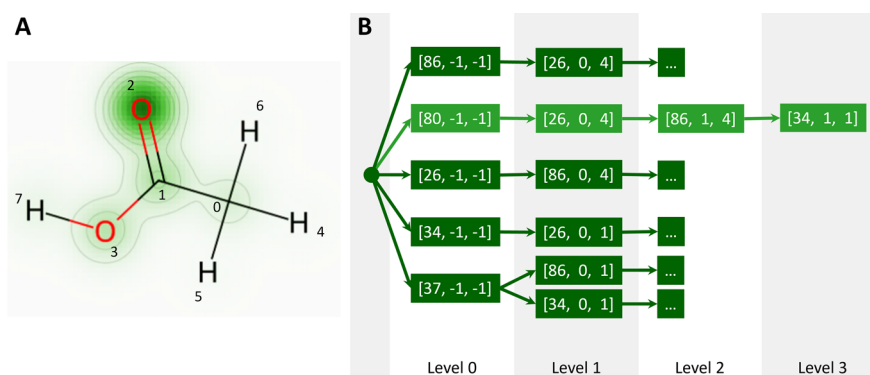 A
B
2
O
6
H
7
H
1
0
O
3
H
4
H
5
[86, -1, -1]
[26, 0, 4]
...
[80, -1, -1]
[26, 0, 4]
[86, 1, 4]
[34, 1, 1]
[26, -1, -1]
[86, 0, 4]
...
[34, -1, -1]
[26, 0, 1]
...
[37, -1, -1]
[86, 0, 1]
...
[34, 0, 1]
...
Level 0
Level 1
Level 2
Level 3